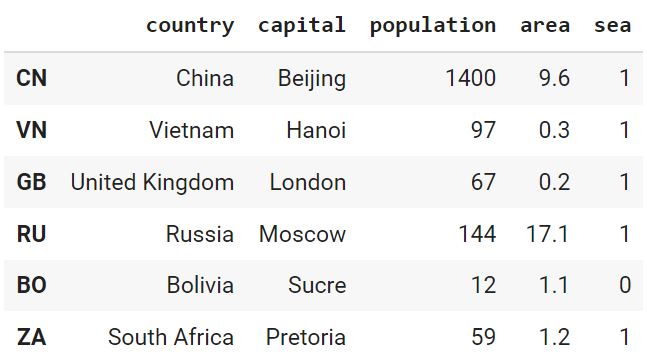 country capital population area sea
CN China Beijing 1400 9.6 1
VN Vietnam Hanoi 97 0.3 1
GB United Kingdom London 67 0.2 1
RU Russia Moscow 144 17.1 1
BO Bolivia Sucre 12 1.1 0
ZA South Africa Pretoria 59 1.2 1